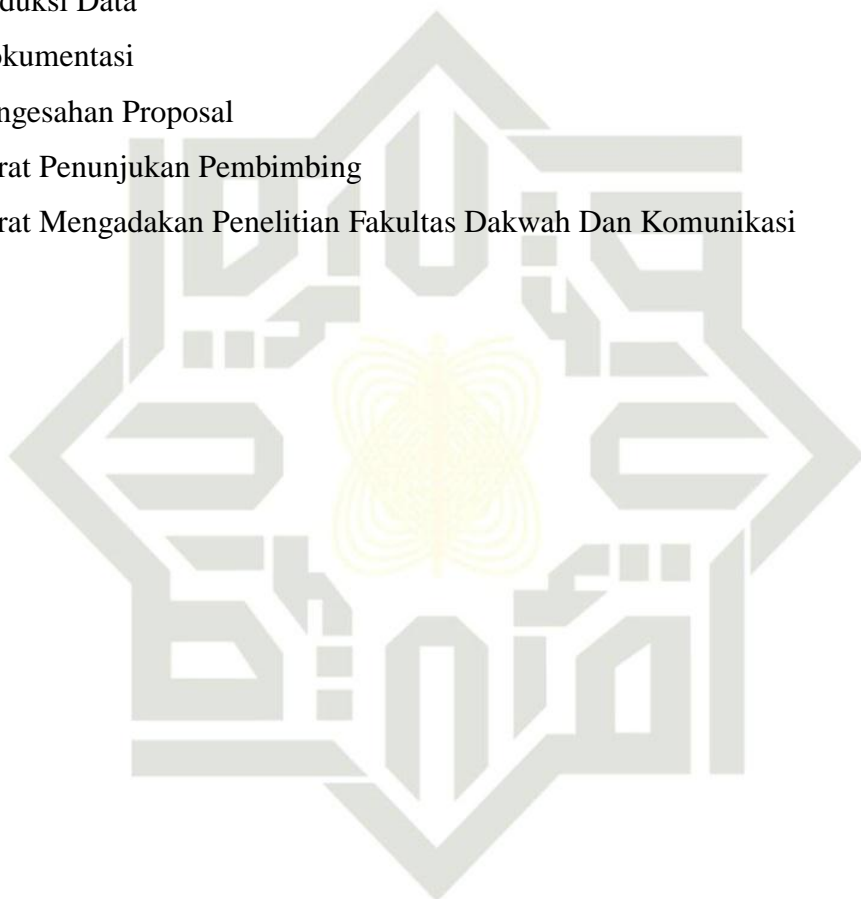 duksi Data
okumentasi
ngesahan Proposal
rat Penunjukan Pembimbing
rat Mengadakan Penelitian Fakultas Dakwah Dan Komunikasi